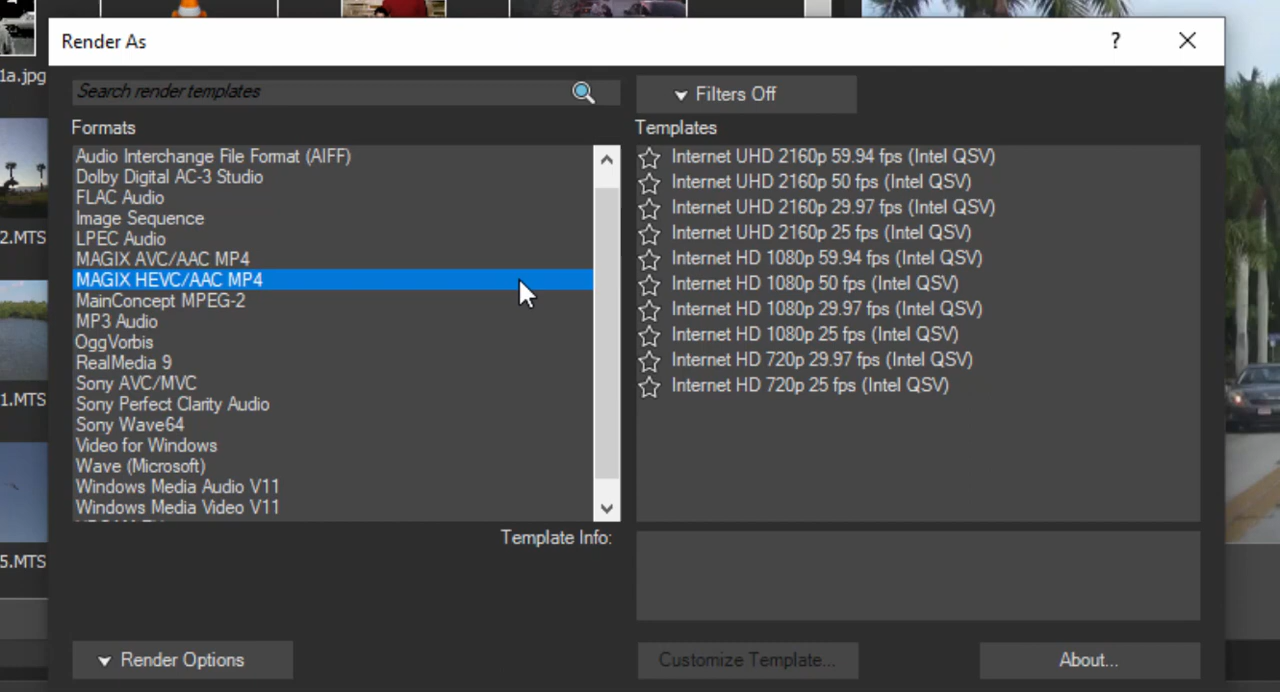 Render As
?
1a.jpg
Search render templates
Filters Off
Formats
Templates
Audio Interchange File Format (AIFF)
Dolby Digital AC-3 Studio
FLAC Audio
Image Sequence
LPEC Audio
MAGIX AVC/AAC MP4
MAGIX HEVC/AAC MP4
MainConcept MPEG-2
MP3 Audio
OggVorbis
RealMedia 9
Sony AVC/MVC
Sony Perfect Clarity Audio
Sony Wave64
Video for Windows
Wave (Microsoft)
Windows Media Audio V11
Windows Media Video V11
Internet UHD 2160p 59.94 fps (Intel QSV)
Internet UHD 2160p 50 fps (Intel QSV)
Internet UHD 2160p 29.97 fps (Intel QSV)
Internet UHD 2160p 25 fps (Intel QSV)
Internet HD 1080p 59.94 fps (Intel QSV)
Internet HD 1080p 50 fps (Intel QSV)
Internet HD 1080p 29.97 fps (Intel QSV)
Internet HD 1080p 25 fps (Intel QSV)
Internet HD 720p 29.97 fps (Intel QSV)
Internet HD 720p 25 fps (Intel QSV)
2.MTS
1.MTS
5.MTS
Template Info:
Render Options
Customize Template...
About...